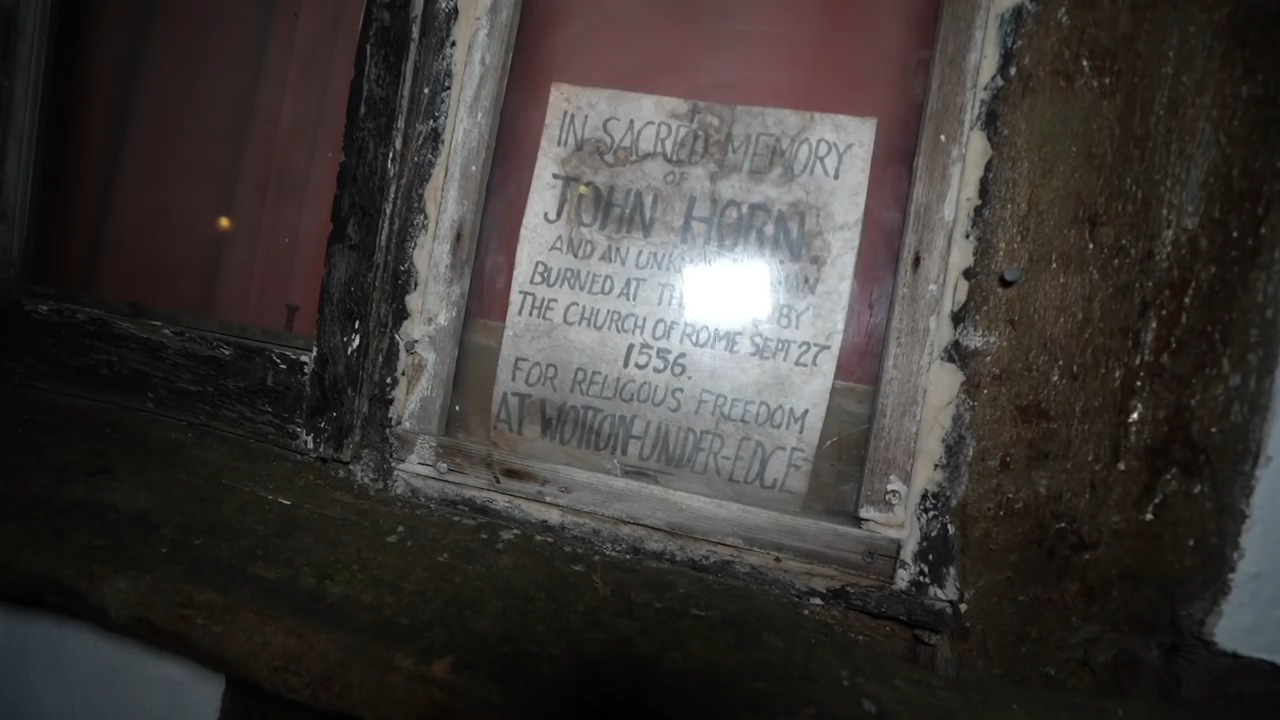 IN SACRED MEMORY
OF
JOHN HORN.
AND AN
BURNED AT BY
THE CHURCH OF ROME SEPT 27
1556.
FOR RELIGOUS FREEDOM
AT WOTTON-UNDER-EDGE